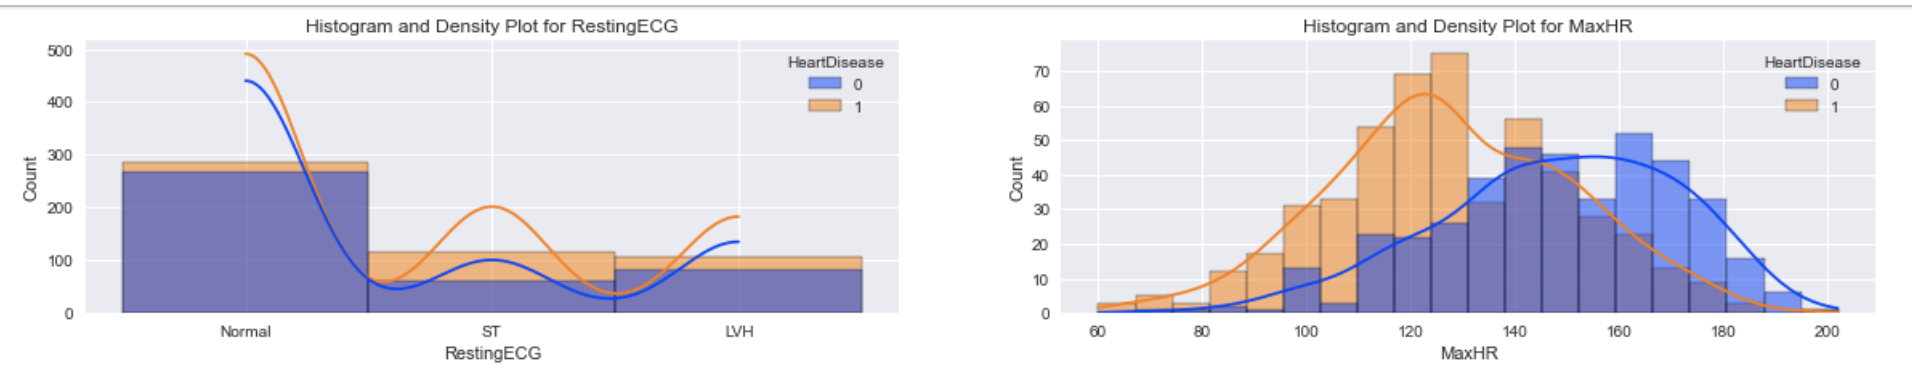 Histogram and Density Plot for RestingECG
Count
500
400
300
200
100
0
HeartDisease
0
1
Normal ST LVH
RestingECG
Histogram and Density Plot for MaxHR
Count
70
60
50
40
30
20
10
0
HeartDisease
0
1
60 80 100 120 140 160 180 200
MaxHR